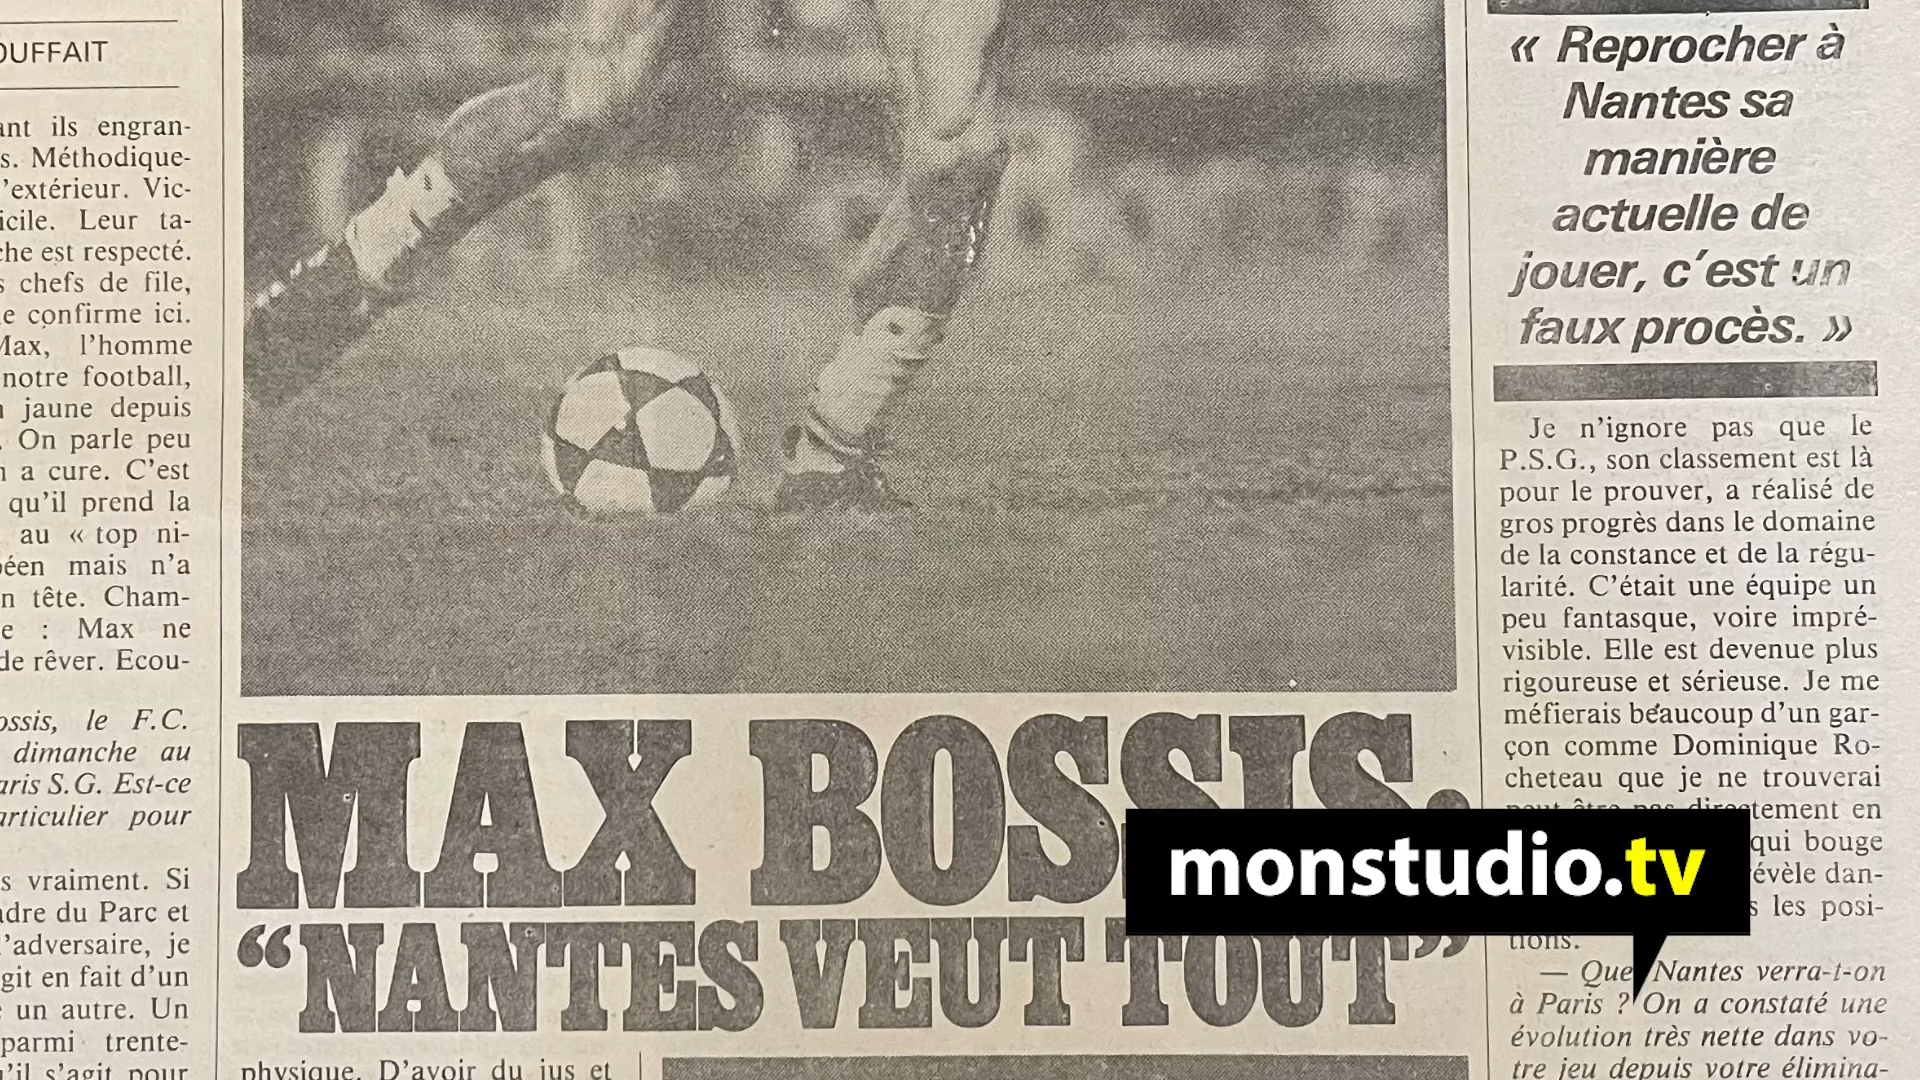 OUFFAIT
ant ils engran-
s. Méthodique-
'extérieur. Vic-
icile. Leur ta-
che est respecté.
s chefs de file,
e confirme ici.
Max, l'homme
notre football,
n jaune depuis
. On parle peu
n a cure. C'est
qu'il prend la
au « top ni-
péen mais n'a
n tête. Cham-
e : Max ne
de rêver. Ecou-
ossis, le F.C.
dimanche au
aris S.G. Est-ce
articulier pour
s vraiment. Si
adre du Parc et
l'adversaire, je
git en fait d'un
un autre. Un
parmi trente-
'il s'agit pour
MAX BOSSIS:
“NANTES VEUT TOUT”
physique. D'avoir du jus et
« Reprocher à
Nantes sa
manière
actuelle de
jouer, c'est un
faux procès. »
Je n'ignore pas que le
P.S.G., son classement est là
pour le prouver, a réalisé de
gros progrès dans le domaine
de la constance et de la régu-
larité. C'était une équipe un
peu fantasque, voire impré-
visible. Elle est devenue plus
rigoureuse et sérieuse. Je me
méfierais beaucoup d'un gar-
çon comme Dominique Ro-
cheteau que je ne trouverai
peut-être pas directement en
qui bouge
évèle dan-
s les posi-
tions.
— Que Nantes verra-t-on
à Paris ? On a constaté une
évolution très nette dans vo-
tre jeu depuis votre élimina-
monstudio.tv